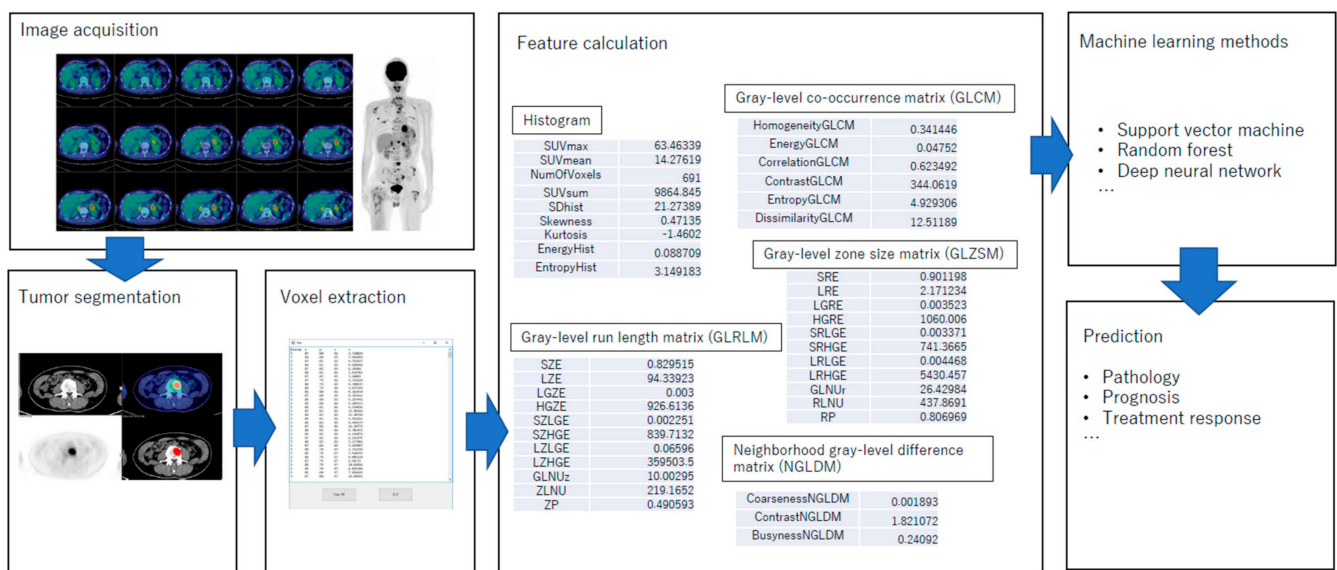 Image acquisition
Tumor segmentation
Voxel extraction
Feature calculation
Histogram
SUVmax 63.46339
SUVmean 14.27619
NumOfVoxels 691
SUVsum 9864.845
SDhist 21.27389
Skewness 0.47135
Kurtosis -1.4602
EnergyHist 0.088709
EntropyHist 3.149183
Gray-level run length matrix (GLRLM)
SZE 0.829515
LZE 94.33923
LGZE 0.003
HGZE 926.6136
SZLGE 0.002251
SZHGE 839.7132
LZLGE 0.06596
LZHGE 359503.5
GLNUz 10.00295
ZLNU 219.1652
ZP 0.490593
Gray-level co-occurrence matrix (GLCM)
HomogeneityGLCM 0.341446
EnergyGLCM 0.04752
CorrelationGLCM 0.623492
ContrastGLCM 344.0619
EntropyGLCM 4.929306
DissimilarityGLCM 12.51189
Gray-level zone size matrix (GLZSM)
SRE 0.901198
LRE 2.171234
LGRE 0.003523
HGRE 1060.006
SRLGE 0.003371
SRHGE 741.3665
LRLGE 0.004468
LRHGE 5430.457
GLNUr 26.42984
RLNU 437.8691
RP 0.806969
Neighborhood gray-level difference
matrix (NGLDM)
CoarsenessNGLDM 0.001893
ContrastNGLDM 1.821072
BusynessNGLDM 0.24092
Machine learning methods
• Support vector machine
• Random forest
• Deep neural network
…
Prediction
• Pathology
• Prognosis
• Treatment response
…